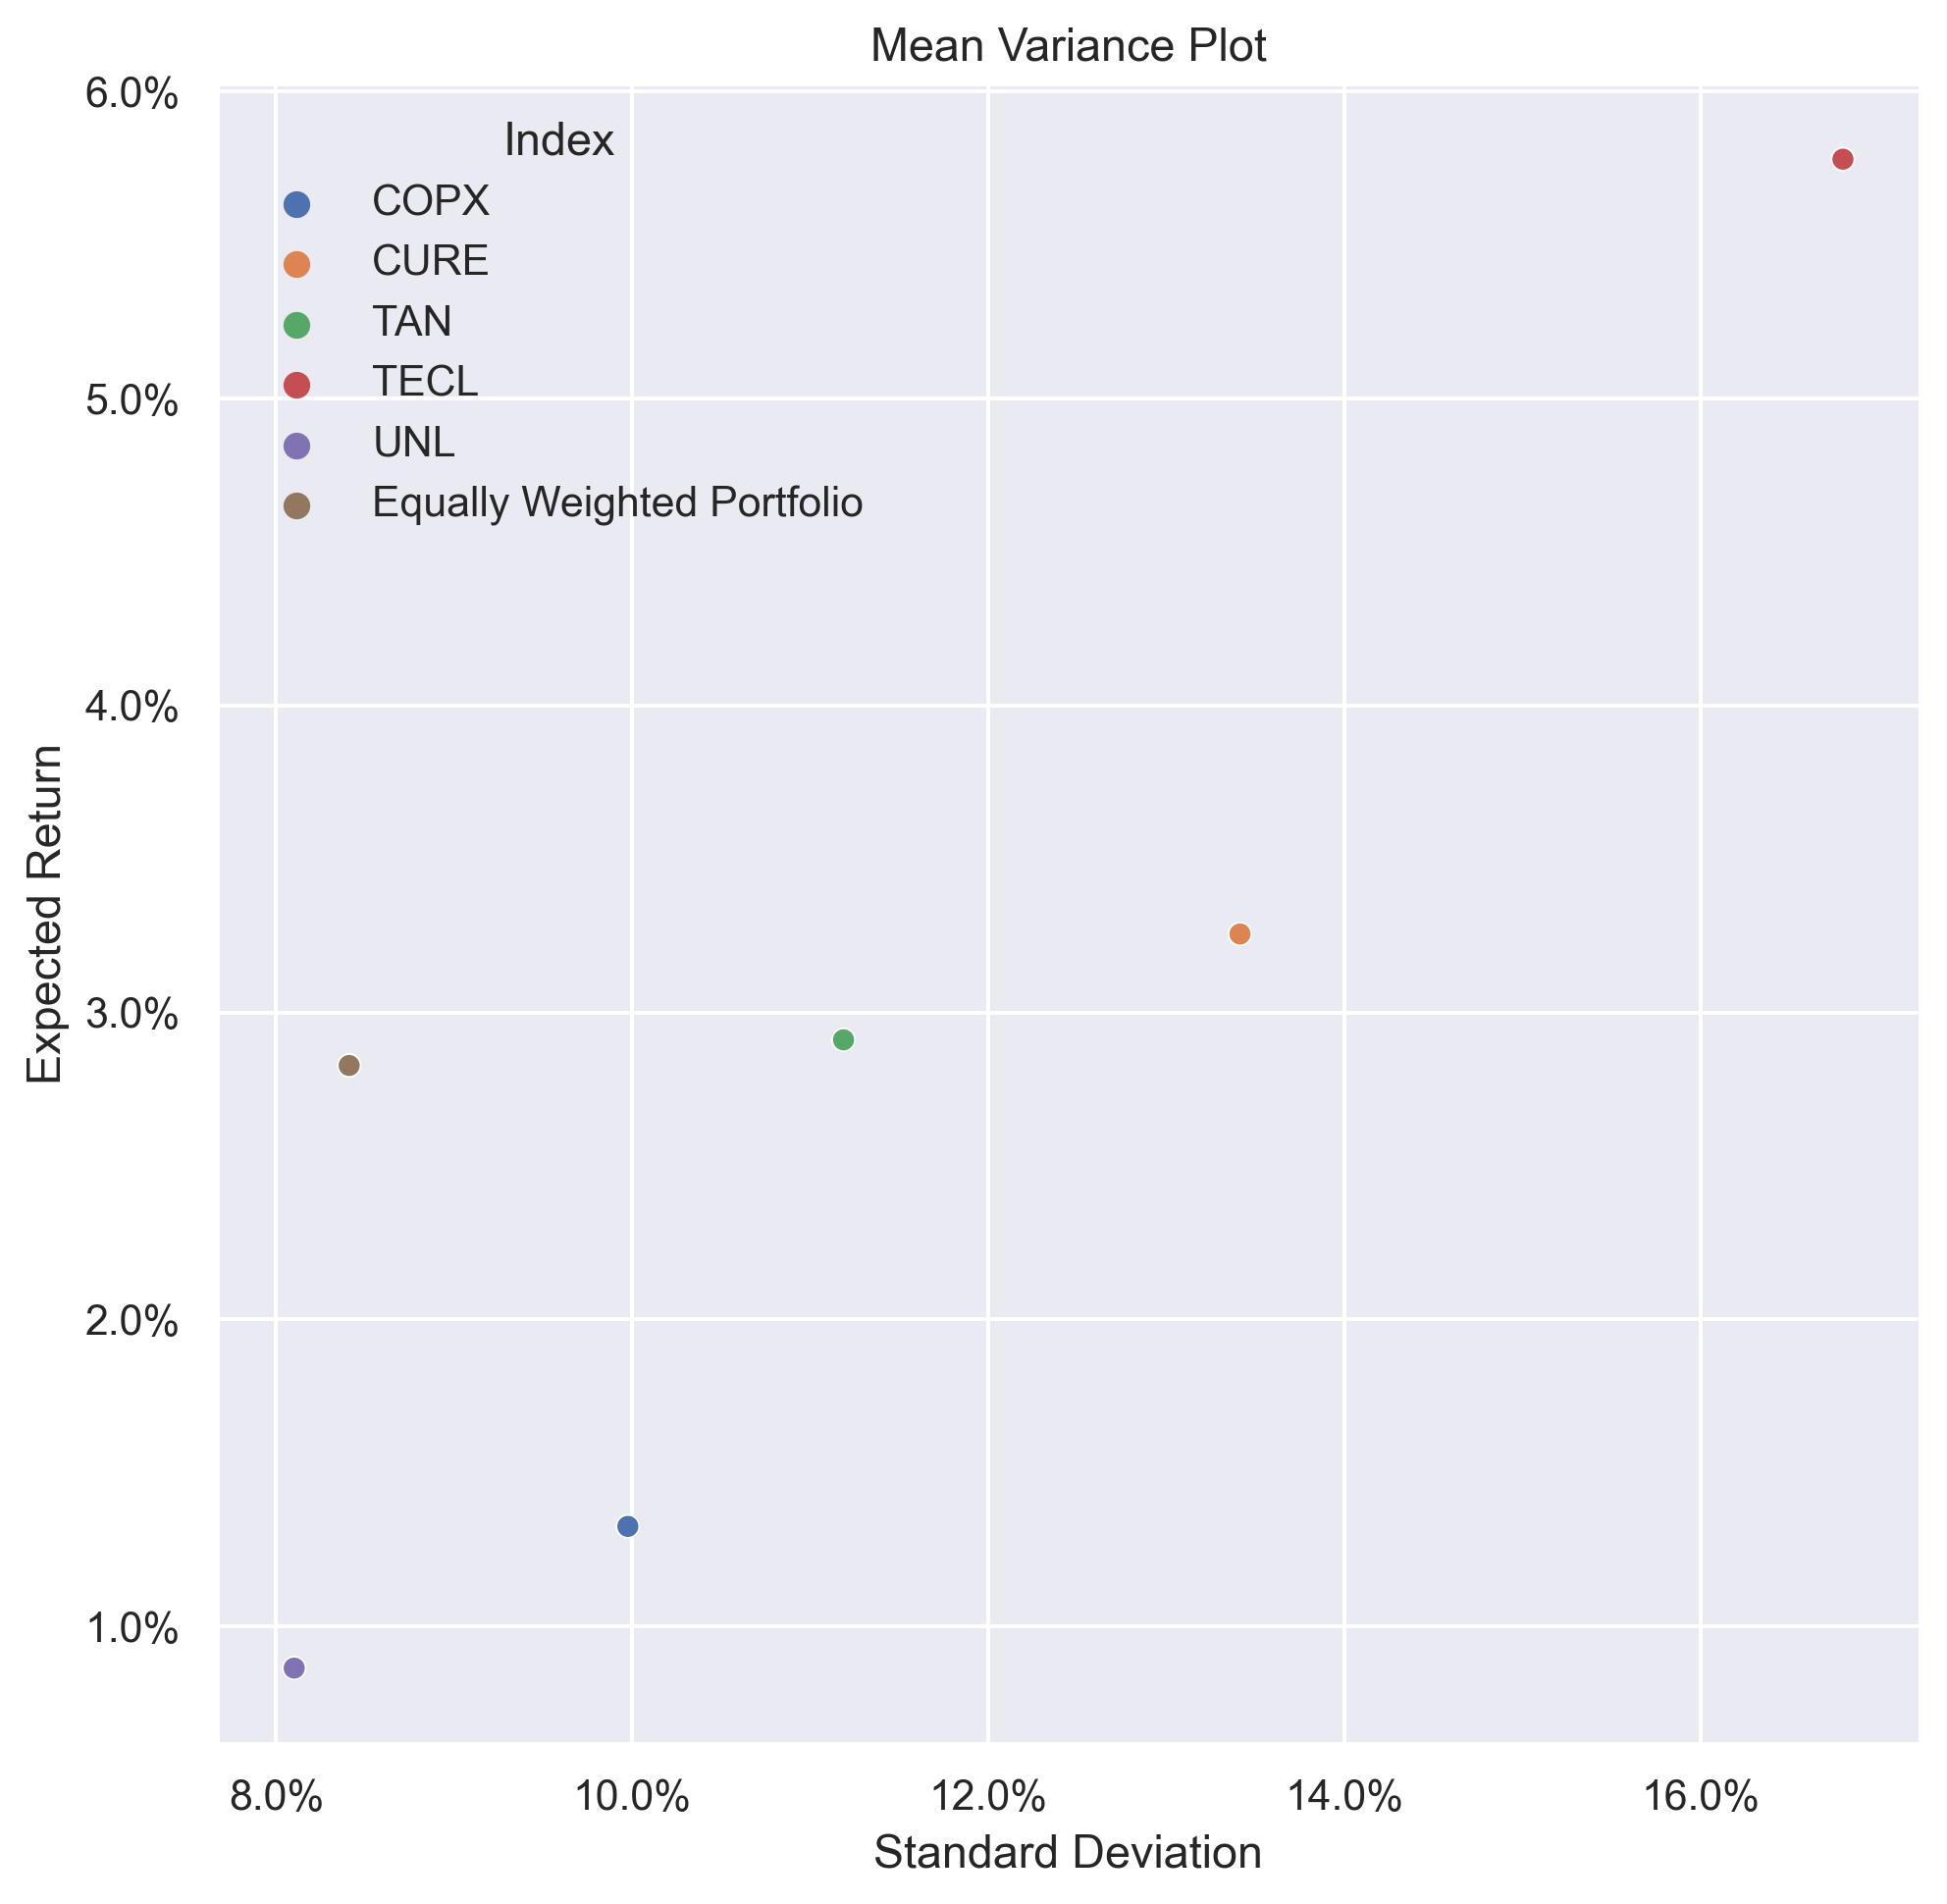 Mean Variance Plot
6.0%
5.0%
4.0%
3.0%
2.0%
1.0%
Expected Return
Index
COPX
CURE
TAN
TECL
UNL
Equally Weighted Portfolio
8.0% 10.0% 12.0% 14.0% 16.0%
Standard Deviation